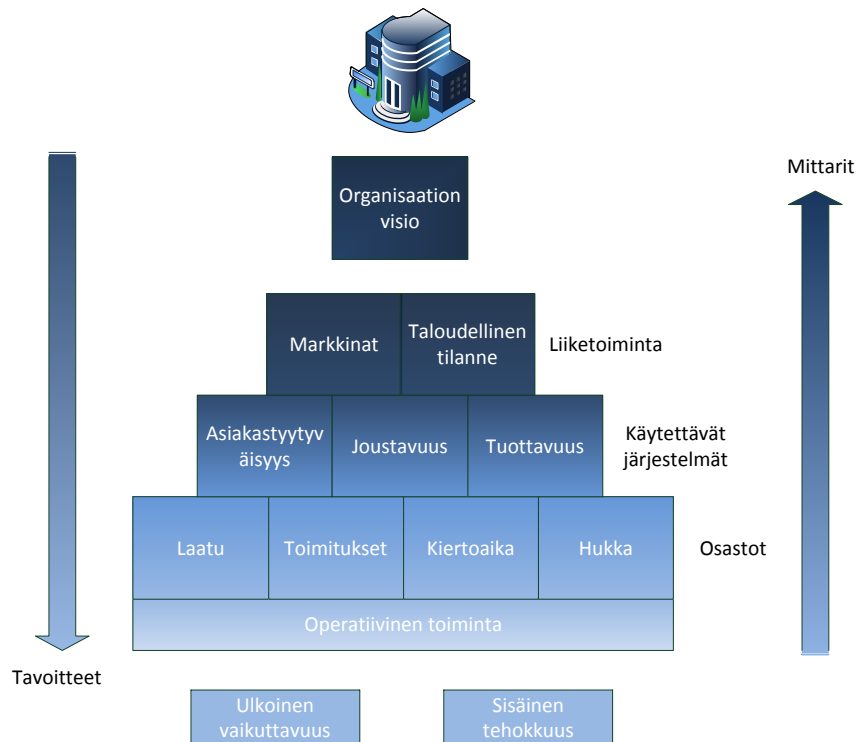 Mittarit
Organisaation
visio
Markkinat
Taloudellinen
tilanne
Liiketoiminta
Asiakastyytyv
äisyys
Joustavuus
Tuottavuus
Käytettävät
järjestelmät
Laatu
Toimitukset
Kiertoaika
Hukka
Osastot
Operatiivinen toiminta
Tavoitteet
Ulkoinen
vaikuttavuus
Sisäinen
tehokkuus